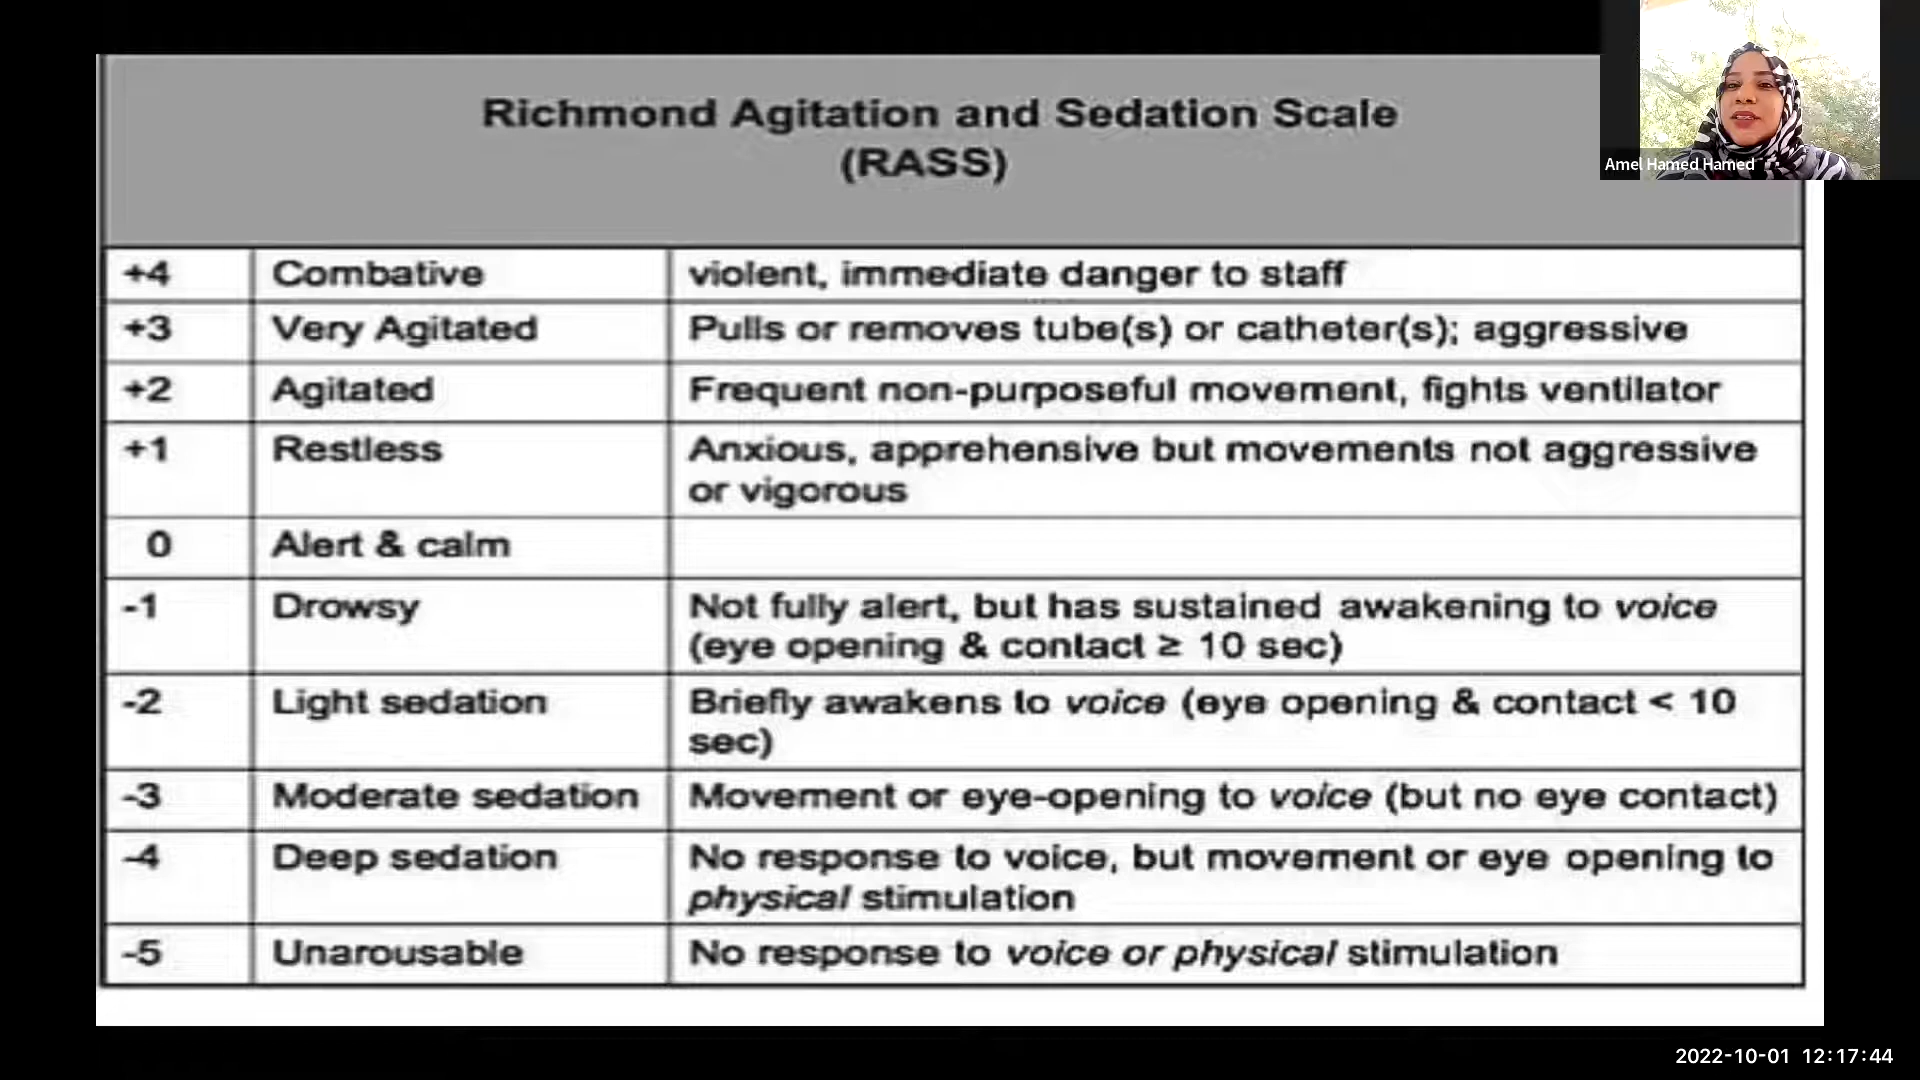 Richmond Agitation and Sedation Scale
(RASS)
Amel Hamed Hamed
+4 Combative violent, immediate danger to staff
+3 Very Agitated Pulls or removes tube(s) or catheter(s); aggressive
+2 Agitated Frequent non-purposeful movement, fights ventilator
+1 Restless Anxious, apprehensive but movements not aggressive
or vigorous
0 Alert & calm
-1 Drowsy Not fully alert, but has sustained awakening to voice
(eye opening & contact ≥ 10 sec)
-2 Light sedation Briefly awakens to voice (eye opening & contact < 10
sec)
-3 Moderate sedation Movement or eye-opening to voice (but no eye contact)
-4 Deep sedation No response to voice, but movement or eye opening to
physical stimulation
-5 Unarousable No response to voice or physical stimulation
2022-10-01 12:17:44